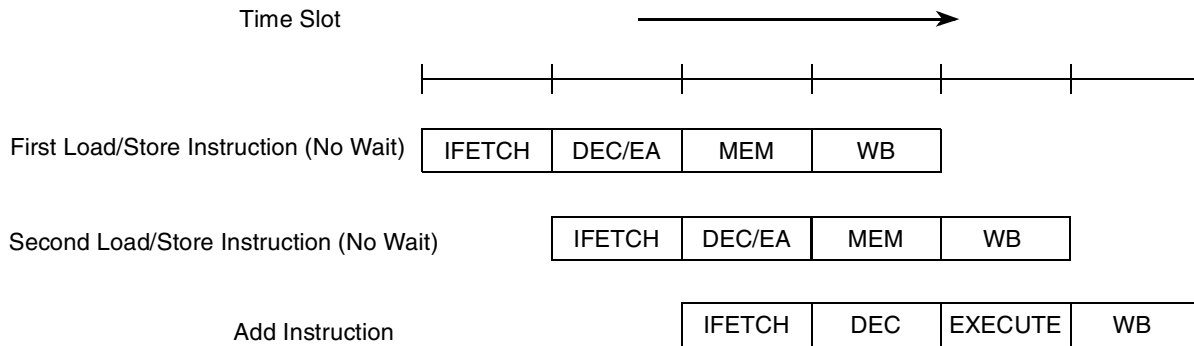 Time Slot
First Load/Store Instruction (No Wait) IFETCH DEC/EA MEM WB
Second Load/Store Instruction (No Wait) IFETCH DEC/EA MEM WB
Add Instruction IFETCH DEC EXECUTE WB